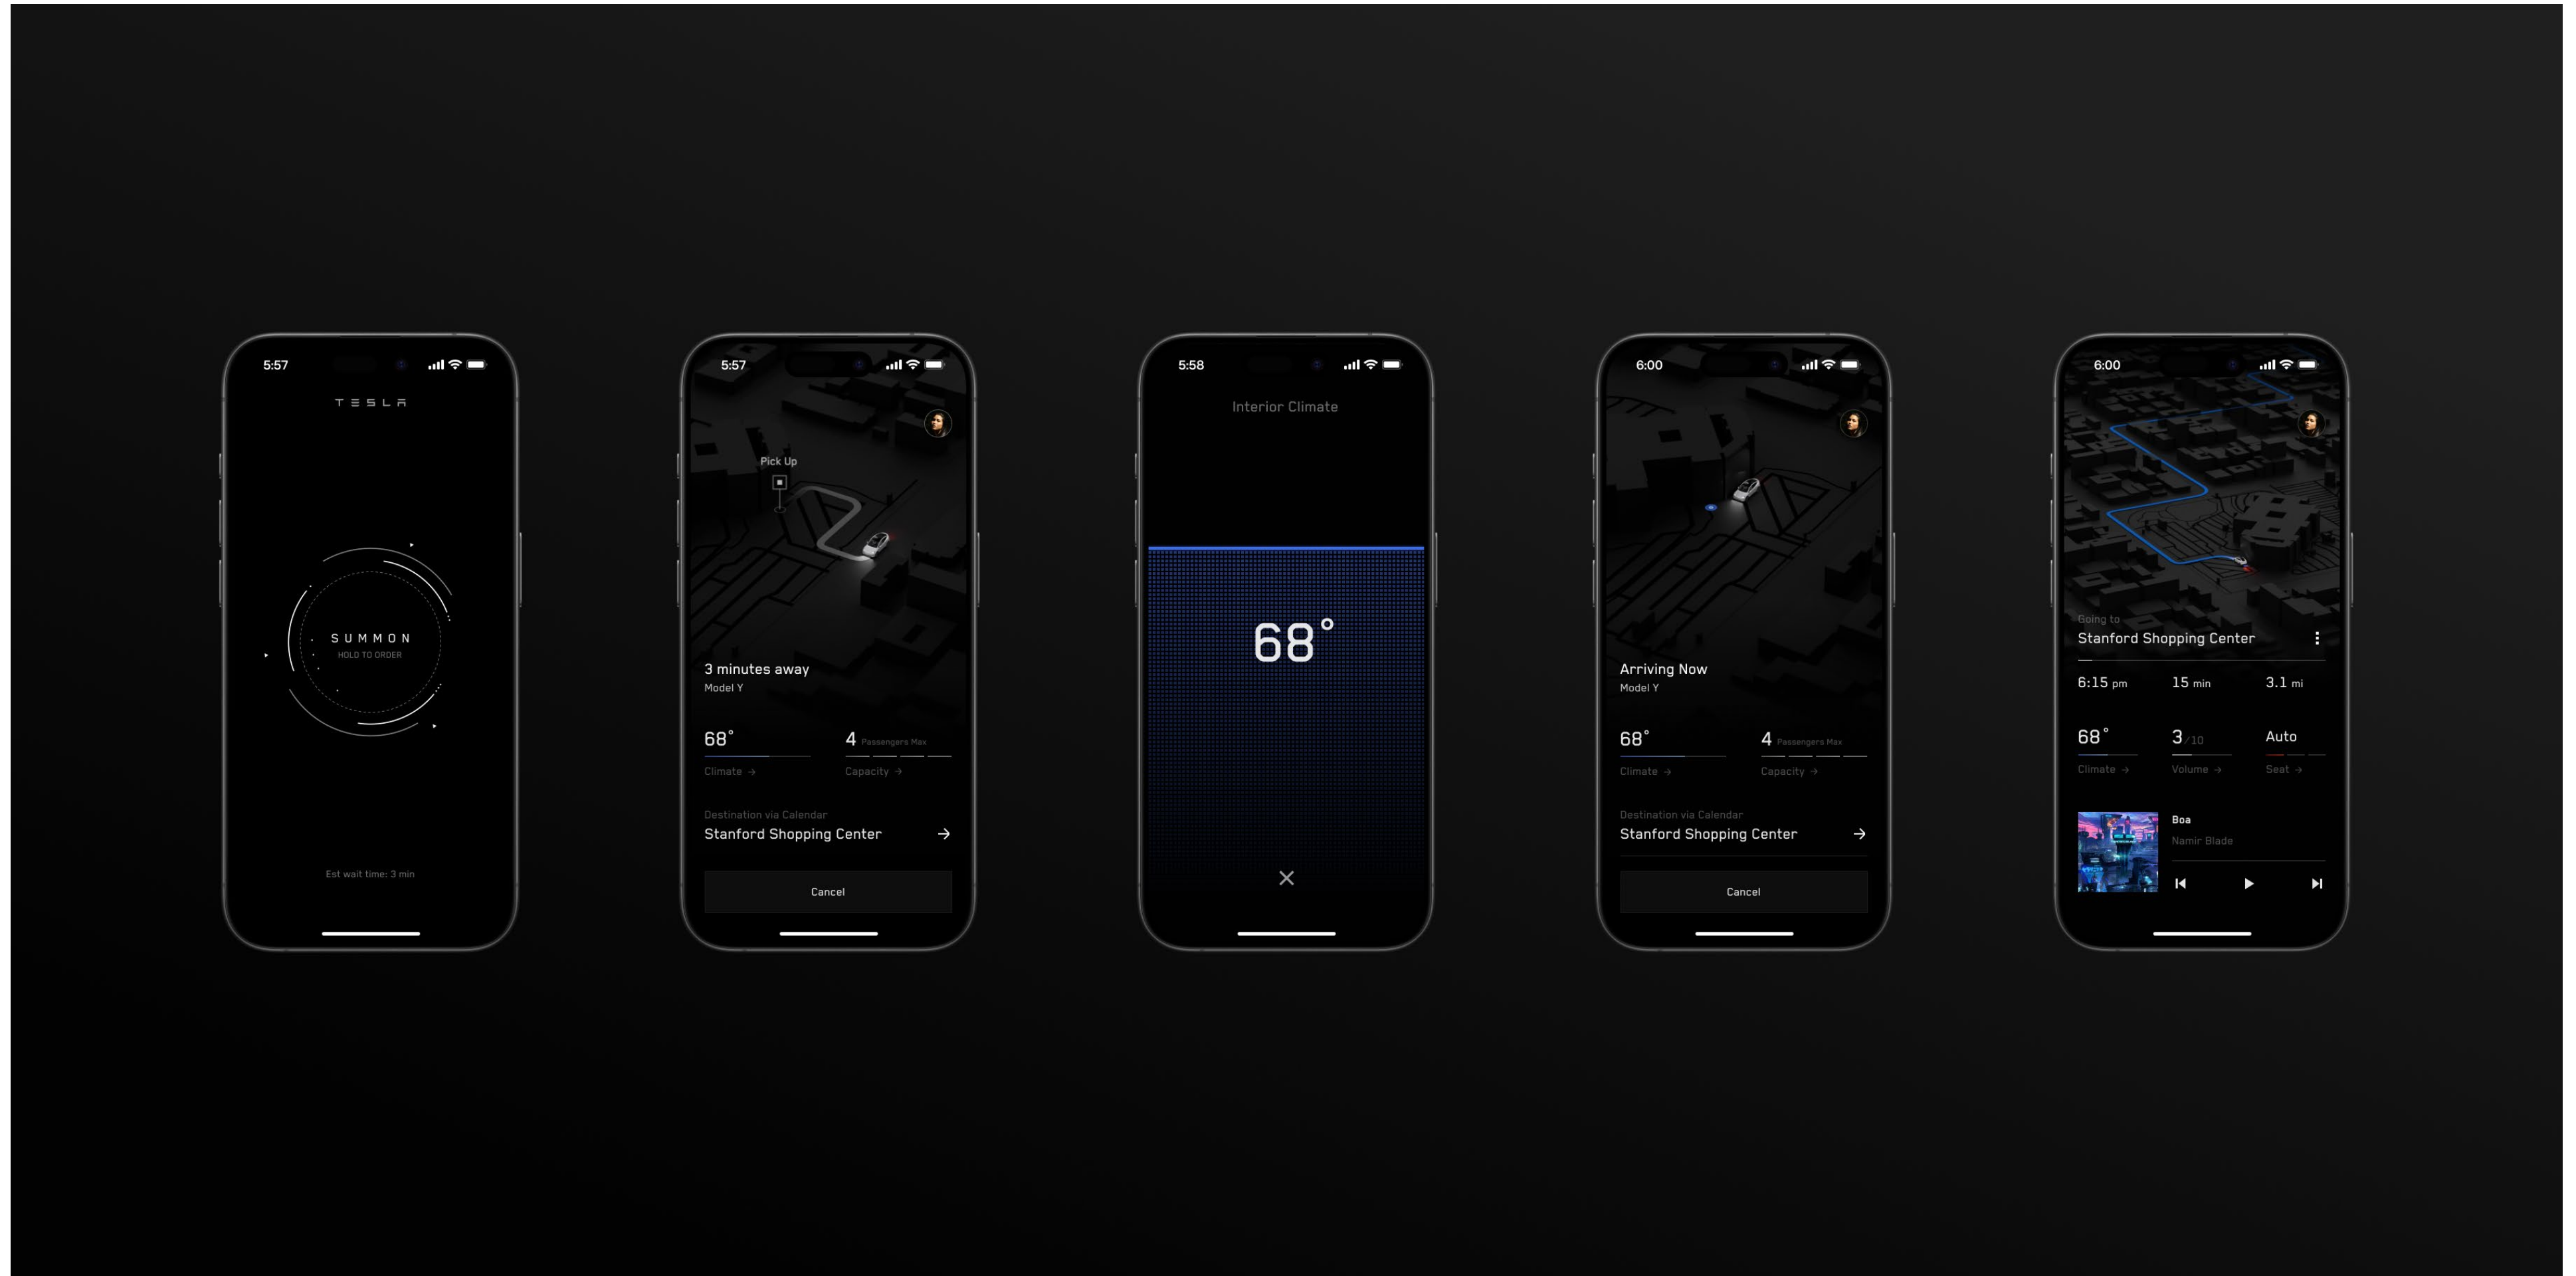 5:57
TESLA
SUMMON
HOLD TO ORDER
Est wait time: 3 min
5:57
Pick Up
3 minutes away
Model Y
68°
4 Passengers Max
Climate →
Capacity →
Destination via Calendar
Stanford Shopping Center →
Cancel
5:58
Interior Climate
68°
6:00
Arriving Now
Model Y
68°
4 Passengers Max
Climate →
Capacity →
Destination via Calendar
Stanford Shopping Center →
Cancel
6:00
Going to
Stanford Shopping Center
6:15 pm
15 min
3.1 mi
68°
3/10
Auto
Climate →
Volume →
Seat →
Boa
Namir Blade